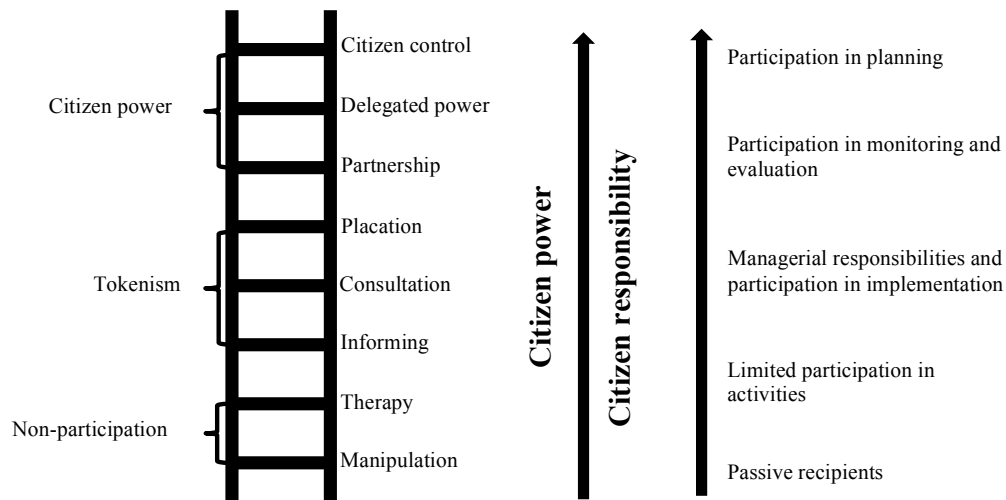 Citizen control
Delegated power
Partnership
Placation
Consultation
Informing
Therapy
Manipulation
Citizen power
Tokenism
Non-participation
Citizen power
Citizen responsibility
Participation in planning
Participation in monitoring and
evaluation
Managerial responsibilities and
participation in implementation
Limited participation in
activities
Passive recipients